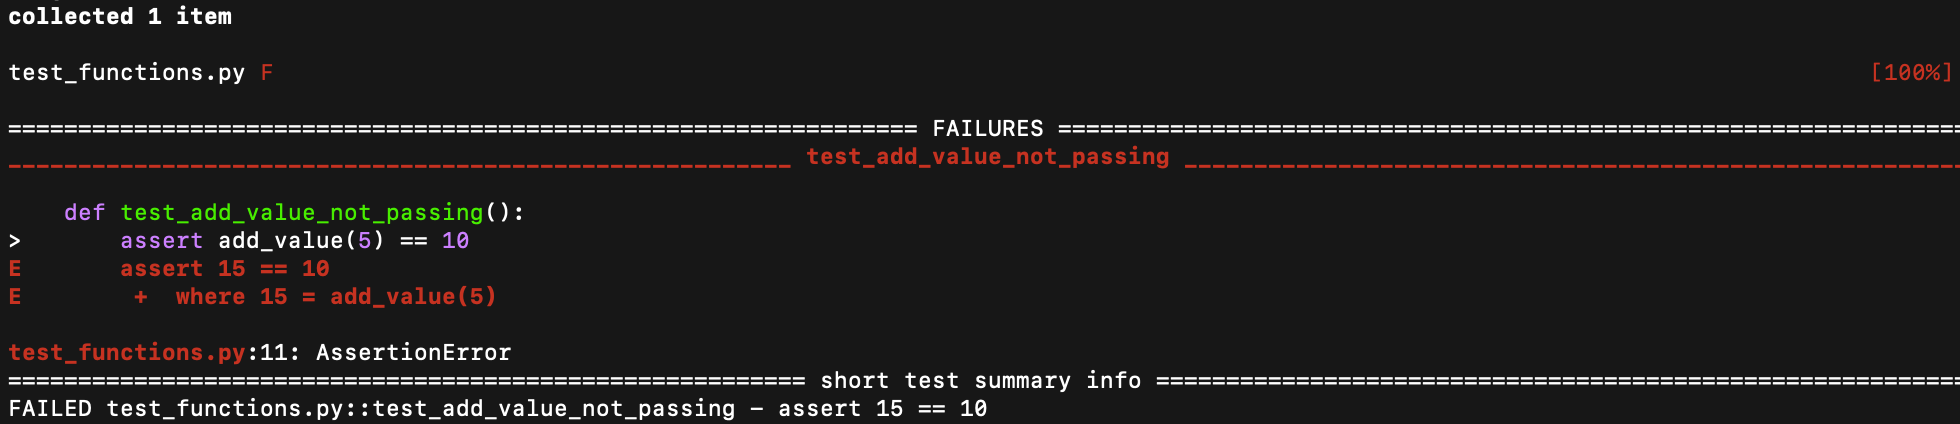 collected 1 item
test_functions.py F [100%]
================================================================= FAILURES =================================================================
________________________________________________________ test_add_value_not_passing ________________________________________________________
    def test_add_value_not_passing():
>       assert add_value(5) == 10
E       assert 15 == 10
E        +  where 15 = add_value(5)
test_functions.py:11: AssertionError
========================================================= short test summary info ==========================================================
FAILED test_functions.py::test_add_value_not_passing - assert 15 == 10